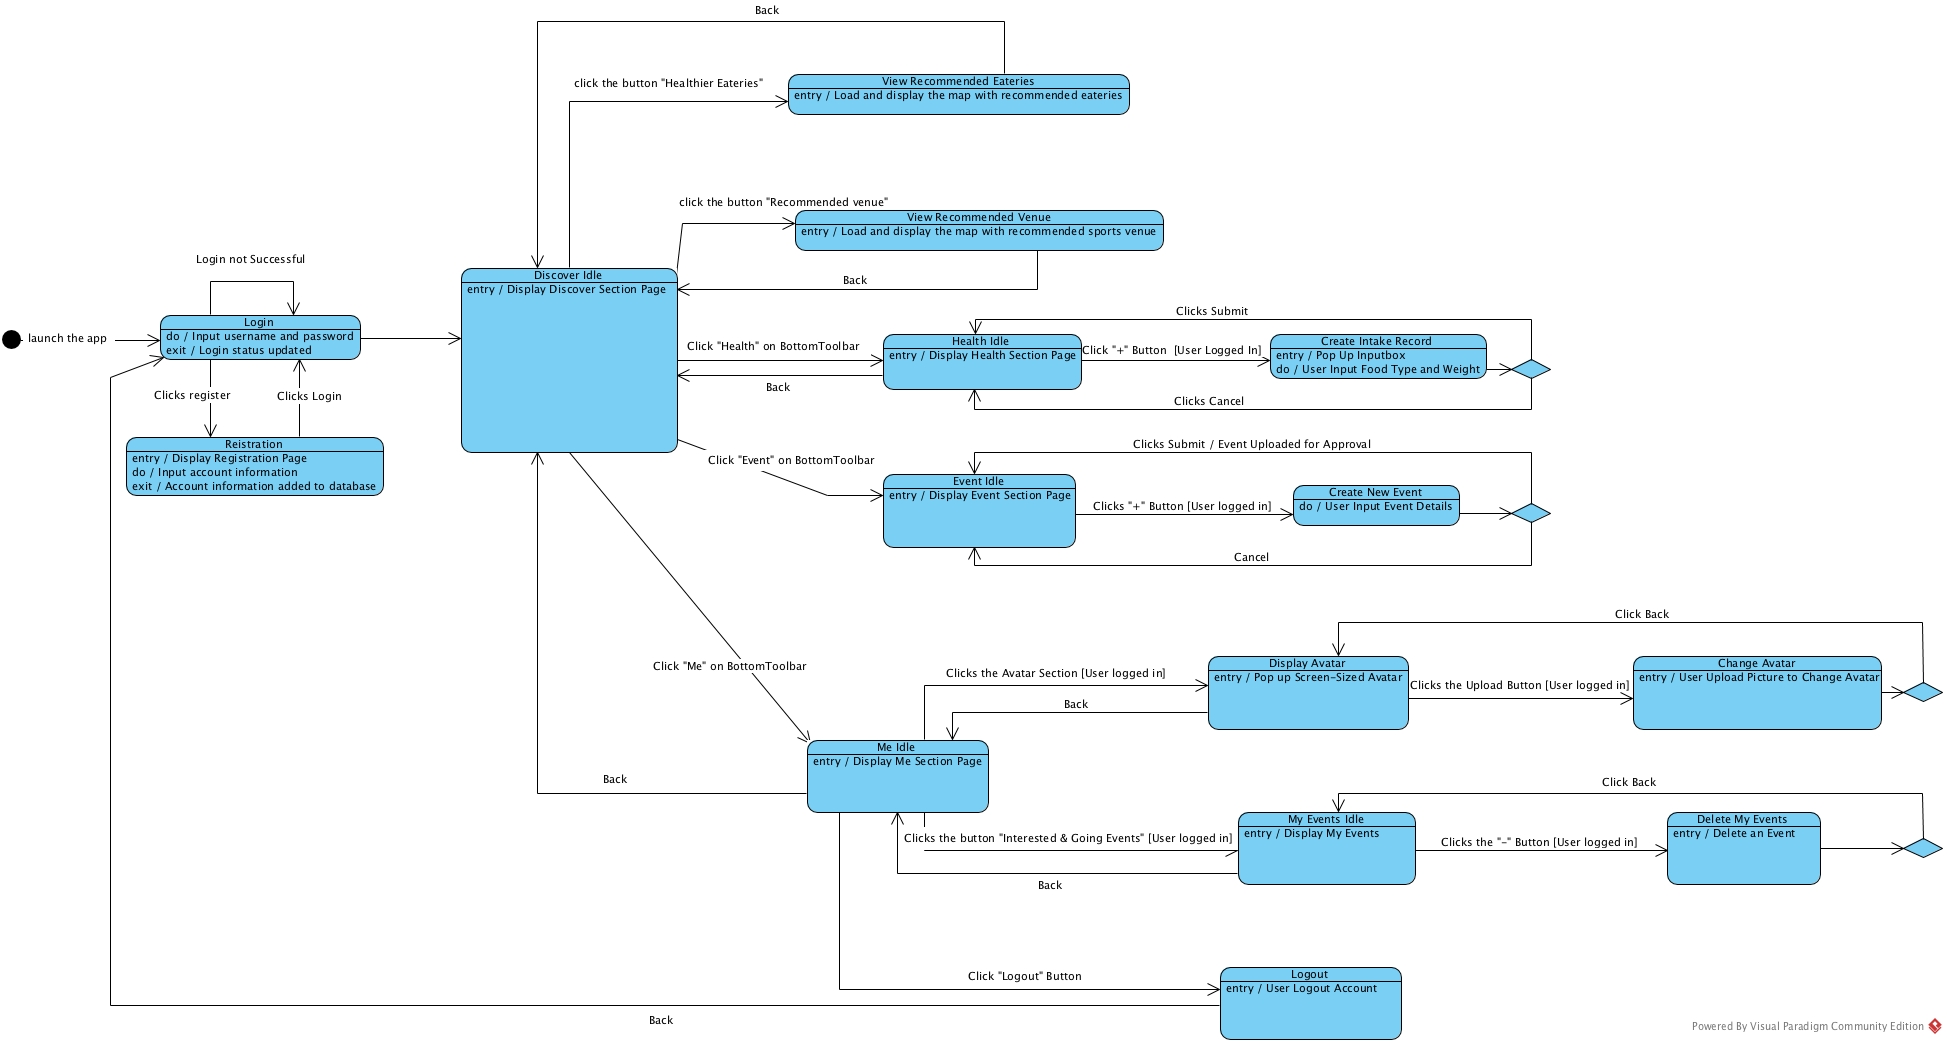 Back
click the button "Healthier Eateries"
View Recommended Eateries
entry / Load and display the map with recommended eateries
click the button "Recommended venue"
View Recommended Venue
entry / Load and display the map with recommended sports venue
Back
Login not Successful
launch the app
Login
do / Input username and password
exit / Login status updated
Clicks register
Clicks Login
Reistration
entry / Display Registration Page
do / Input account information
exit / Account information added to database
Discover Idle
entry / Display Discover Section Page
Clicks Submit
Click "Health" on BottomToolbar
Back
Health Idle
entry / Display Health Section Page
Click "+" Button [User Logged In]
Create Intake Record
entry / Pop Up Inputbox
do / User Input Food Type and Weight
Clicks Cancel
Clicks Submit / Event Uploaded for Approval
Click "Event" on BottomToolbar
Event Idle
entry / Display Event Section Page
Clicks "+" Button [User logged in]
Create New Event
do / User Input Event Details
Cancel
Click Back
Click "Me" on BottomToolbar
Clicks the Avatar Section [User logged in]
Back
Display Avatar
entry / Pop up Screen-Sized Avatar
Clicks the Upload Button [User logged in]
Change Avatar
entry / User Upload Picture to Change Avatar
Me Idle
entry / Display Me Section Page
Back
Click Back
Clicks the button "Interested & Going Events" [User logged in]
My Events Idle
entry / Display My Events
Clicks the "-" Button [User logged in]
Delete My Events
entry / Delete an Event
Back
Click "Logout" Button
Logout
entry / User Logout Account
Back
Powered By Visual Paradigm Community Edition